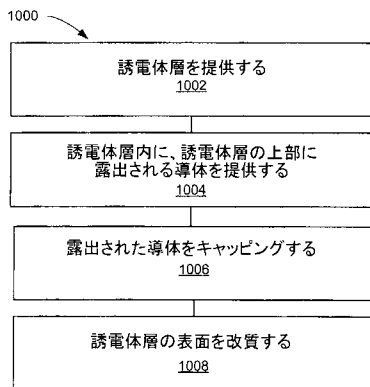 1000
誘電体層を提供する
1002
誘電体層内に、誘電体層の上部に
露出される導体を提供する
1004
露出された導体をキャッピングする
1006
誘電体層の表面を改質する
1008